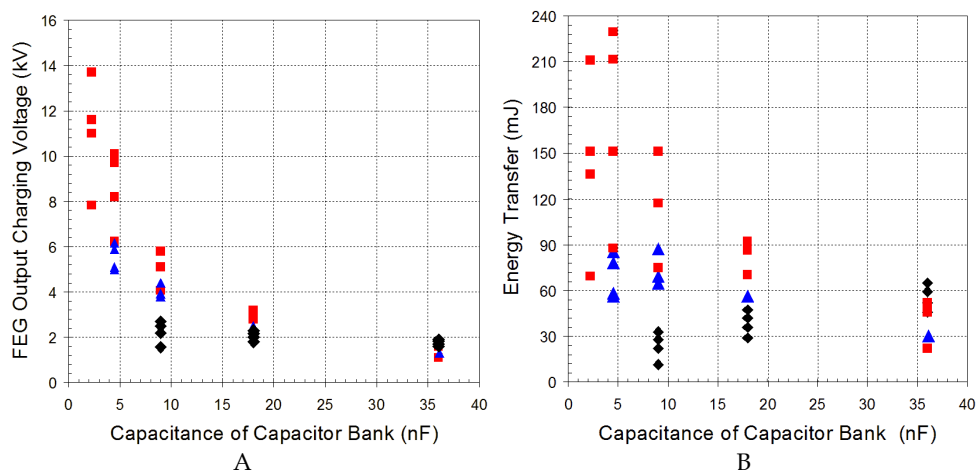 FEG Output Charging Voltage (kV)
16
14
12
10
8
6
4
2
0
0 5 10 15 20 25 30 35 40
Capacitance of Capacitor Bank (nF)
A
Energy Transfer (mJ)
240
210
180
150
120
90
60
30
0
0 5 10 15 20 25 30 35 40
Capacitance of Capacitor Bank (nF)
B